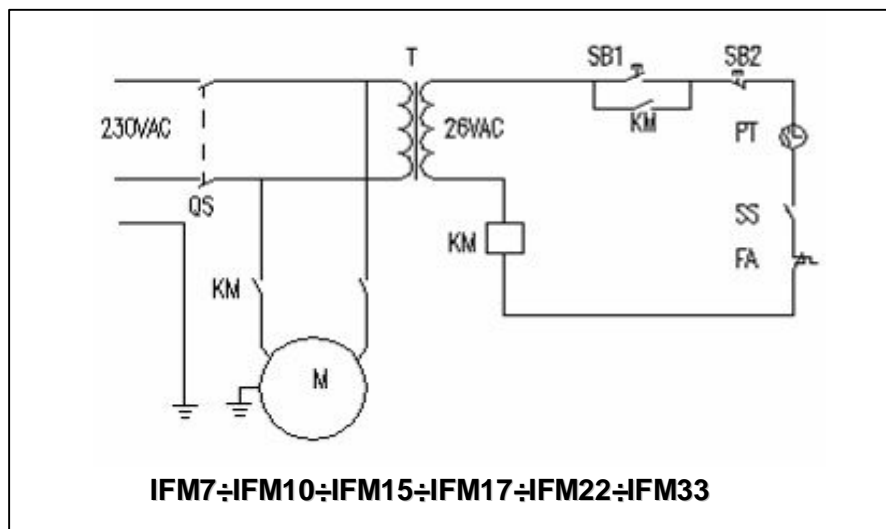 T
SB1
SB2
230VAC
26VAC
KM
PT
QS
SS
KM
FA
KM
M
IFM7÷IFM10÷IFM15÷IFM17÷IFM22÷IFM33